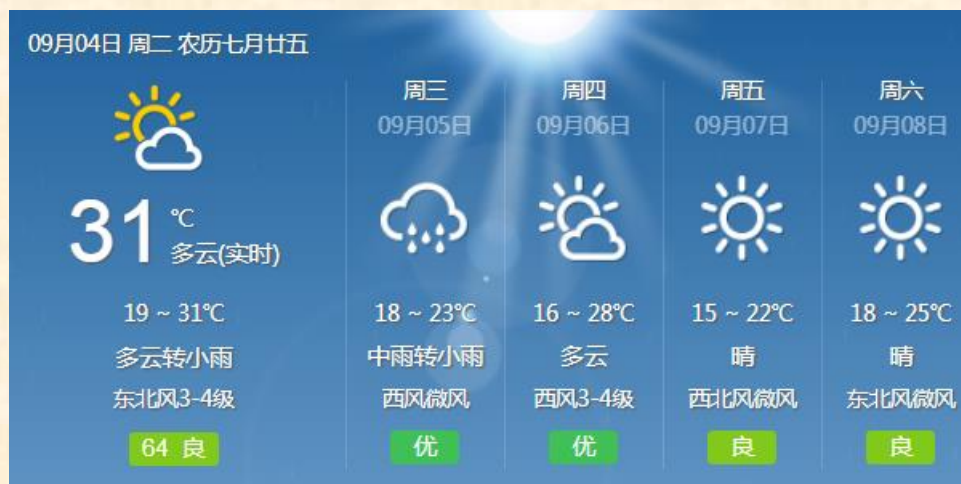 09月04日 周二 农历七月廿五
31 ℃
多云(实时)
19 ~ 31℃
多云转小雨
东北风3-4级
64 良
周三
09月05日
18 ~ 23℃
中雨转小雨
西风微风
优
周四
09月06日
16 ~ 28℃
多云
西风3-4级
优
周五
09月07日
15 ~ 22℃
晴
西北风微风
良
周六
09月08日
18 ~ 25℃
晴
东北风微风
良